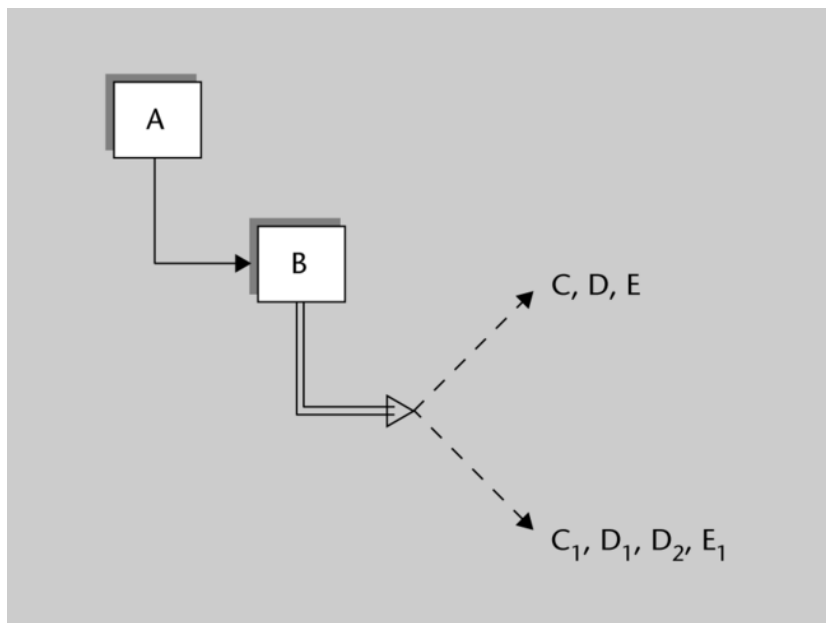 A
B
C, D, E
C₁, D₁, D₂, E₁